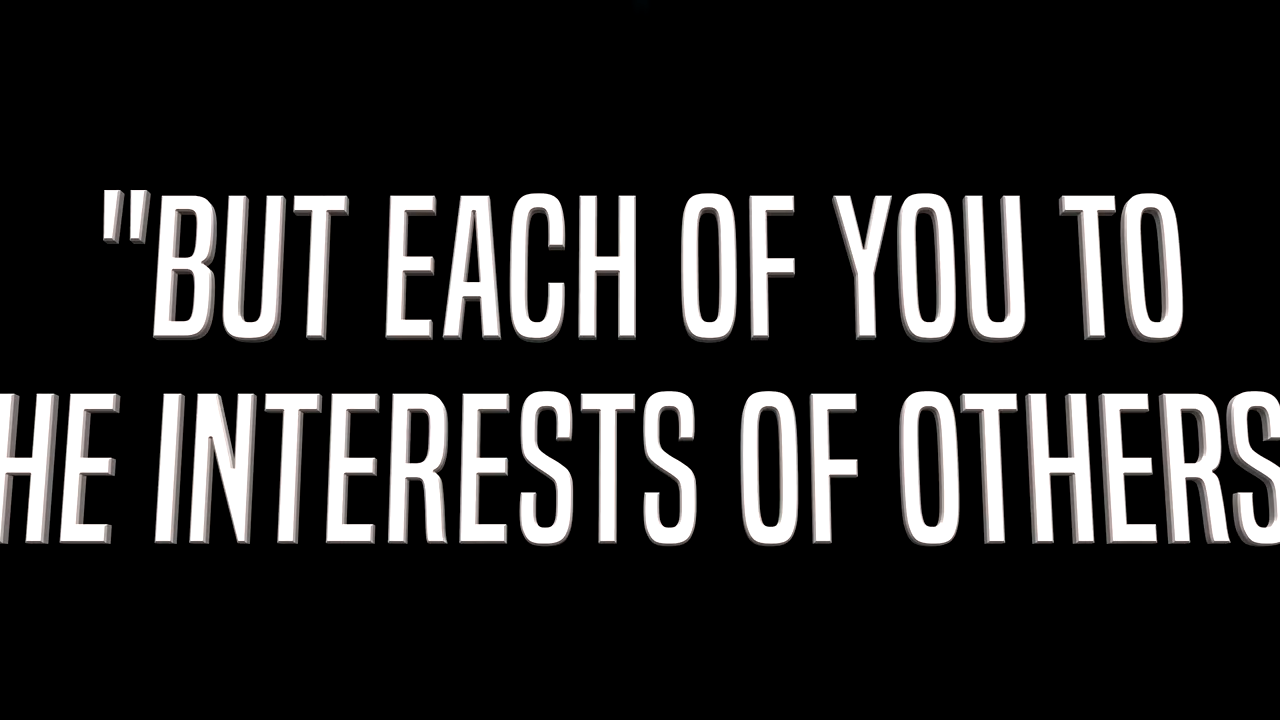 "BUT EACH OF YOU TO
HE INTERESTS OF OTHERS